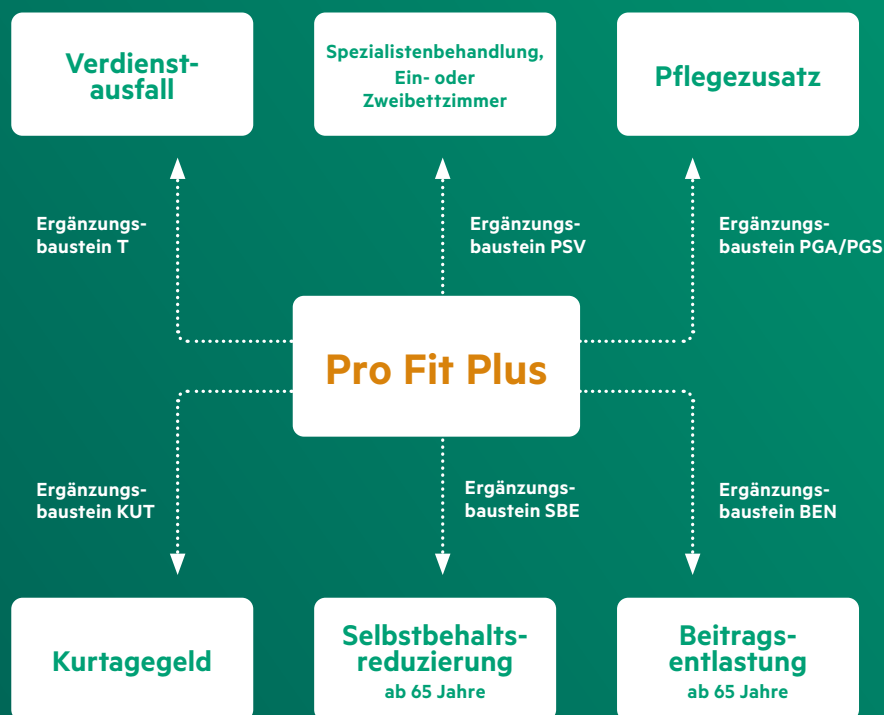 Verdienst-
ausfall
Spezialistenbehandlung,
Ein- oder
Zweibettzimmer
Pflegezusatz
Ergänzungs-
baustein T
Ergänzungs-
baustein PSV
Ergänzungs-
baustein PGA/PGS
Pro Fit Plus
Ergänzungs-
baustein KUT
Ergänzungs-
baustein SBE
Ergänzungs-
baustein BEN
Kurtagegeld
Selbstbehalts-
reduzierung
ab 65 Jahre
Beitrags-
entlastung
ab 65 Jahre